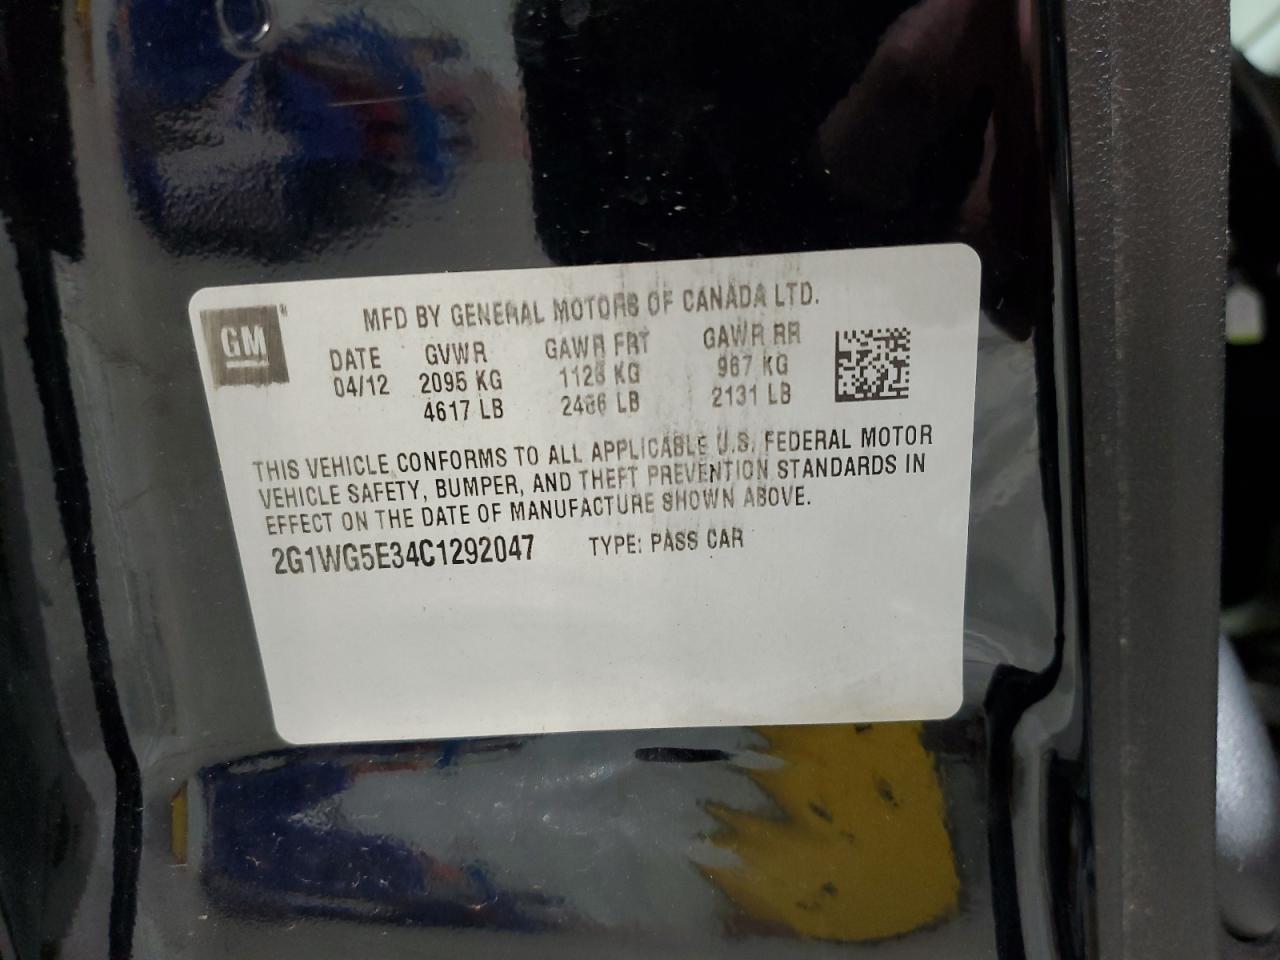 GM
MFD BY GENERAL MOTORS OF CANADA LTD.
DATE GVWR GAWR FRT GAWR RR
04/12 2095 KG 1128 KG 967 KG
4617 LB 2486 LB 2131 LB
THIS VEHICLE CONFORMS TO ALL APPLICABLE U.S. FEDERAL MOTOR
VEHICLE SAFETY, BUMPER, AND THEFT PREVENTION STANDARDS IN
EFFECT ON THE DATE OF MANUFACTURE SHOWN ABOVE.
2G1WG5E34C1292047 TYPE: PASS CAR